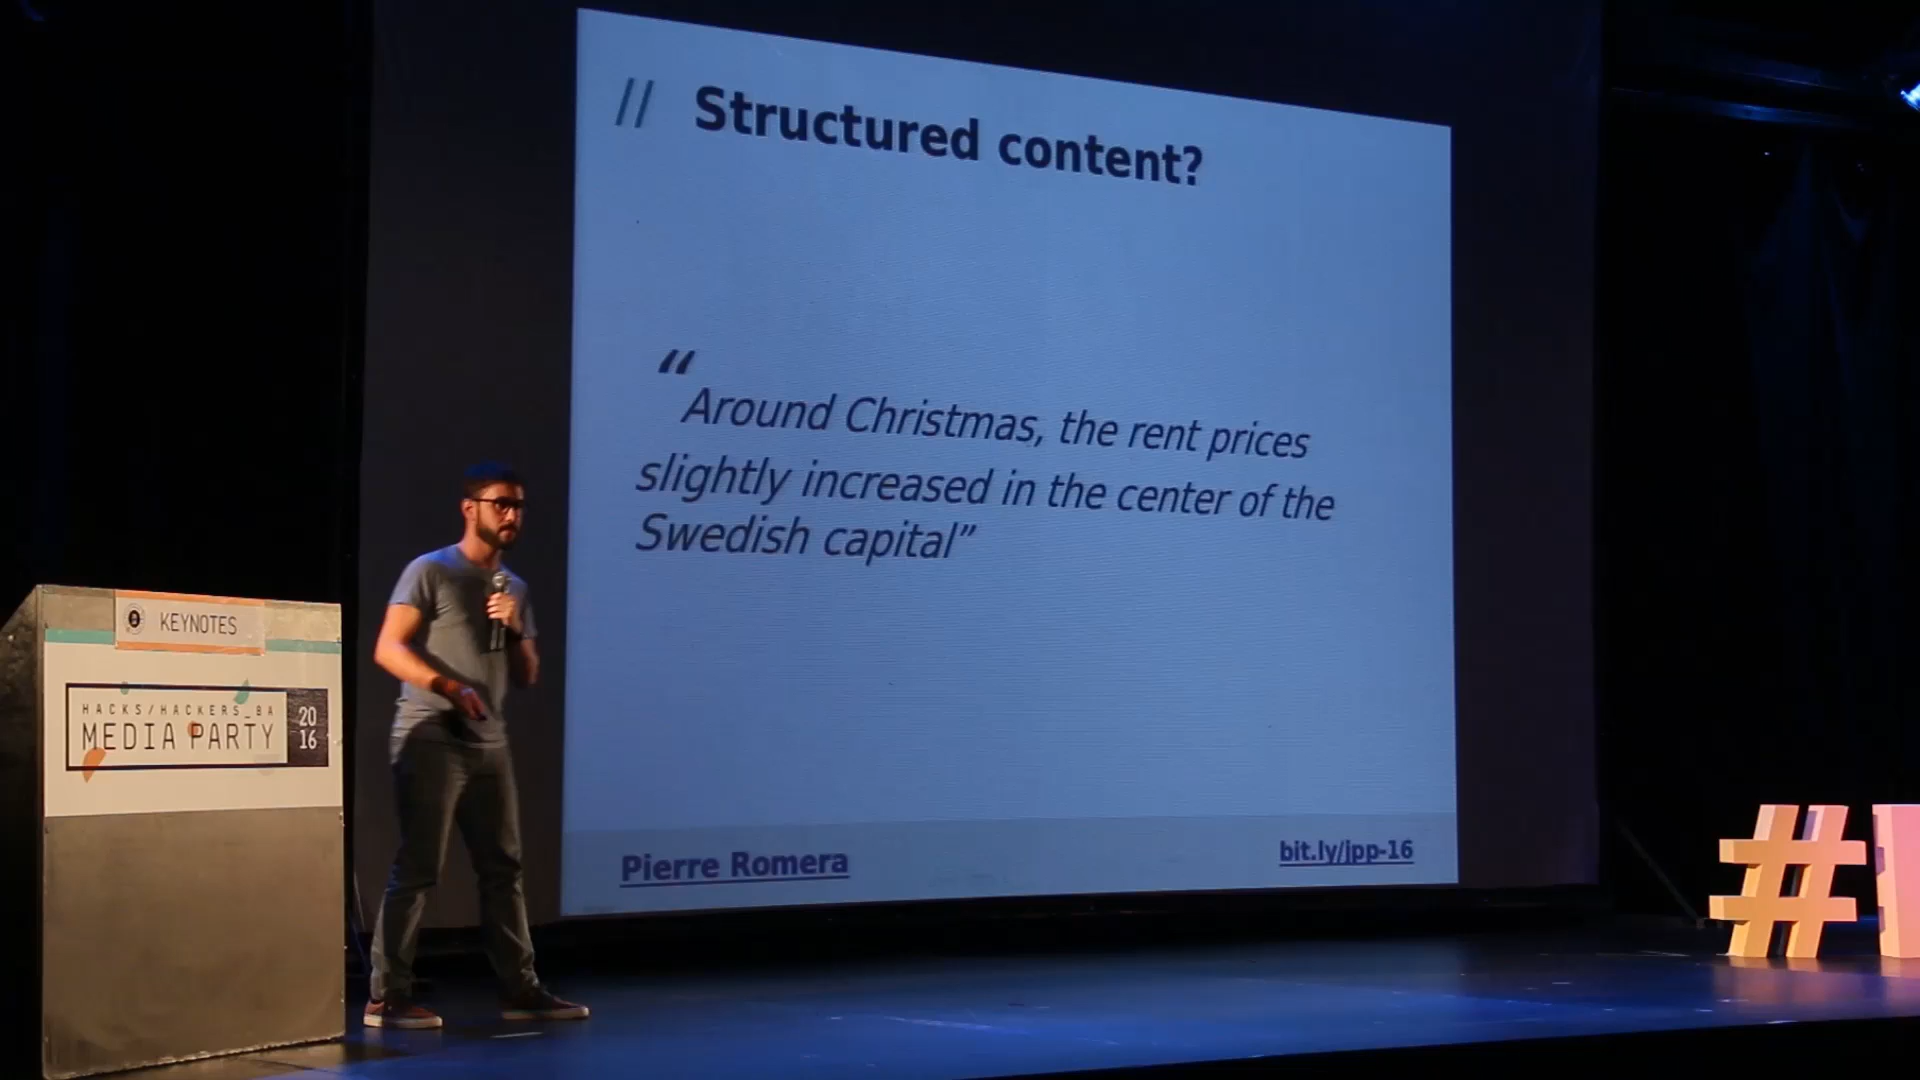 // Structured content?
“Around Christmas, the rent prices
slightly increased in the center of the
Swedish capital”
Pierre Romera
bit.ly/jpp-16
KEYNOTES
HACKS/HACKERS_BA
MEDIA PARTY
20
16
#